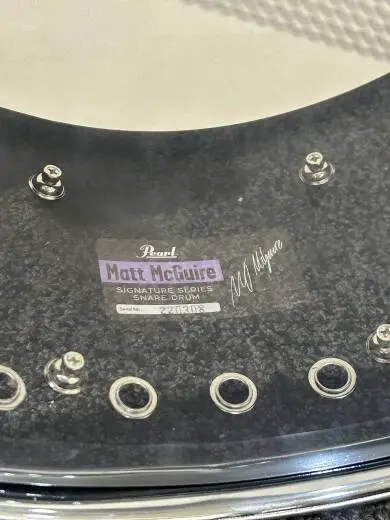 Pearl
Matt McGuire
SIGNATURE SERIES
SNARE DRUM
Serial No. 220308